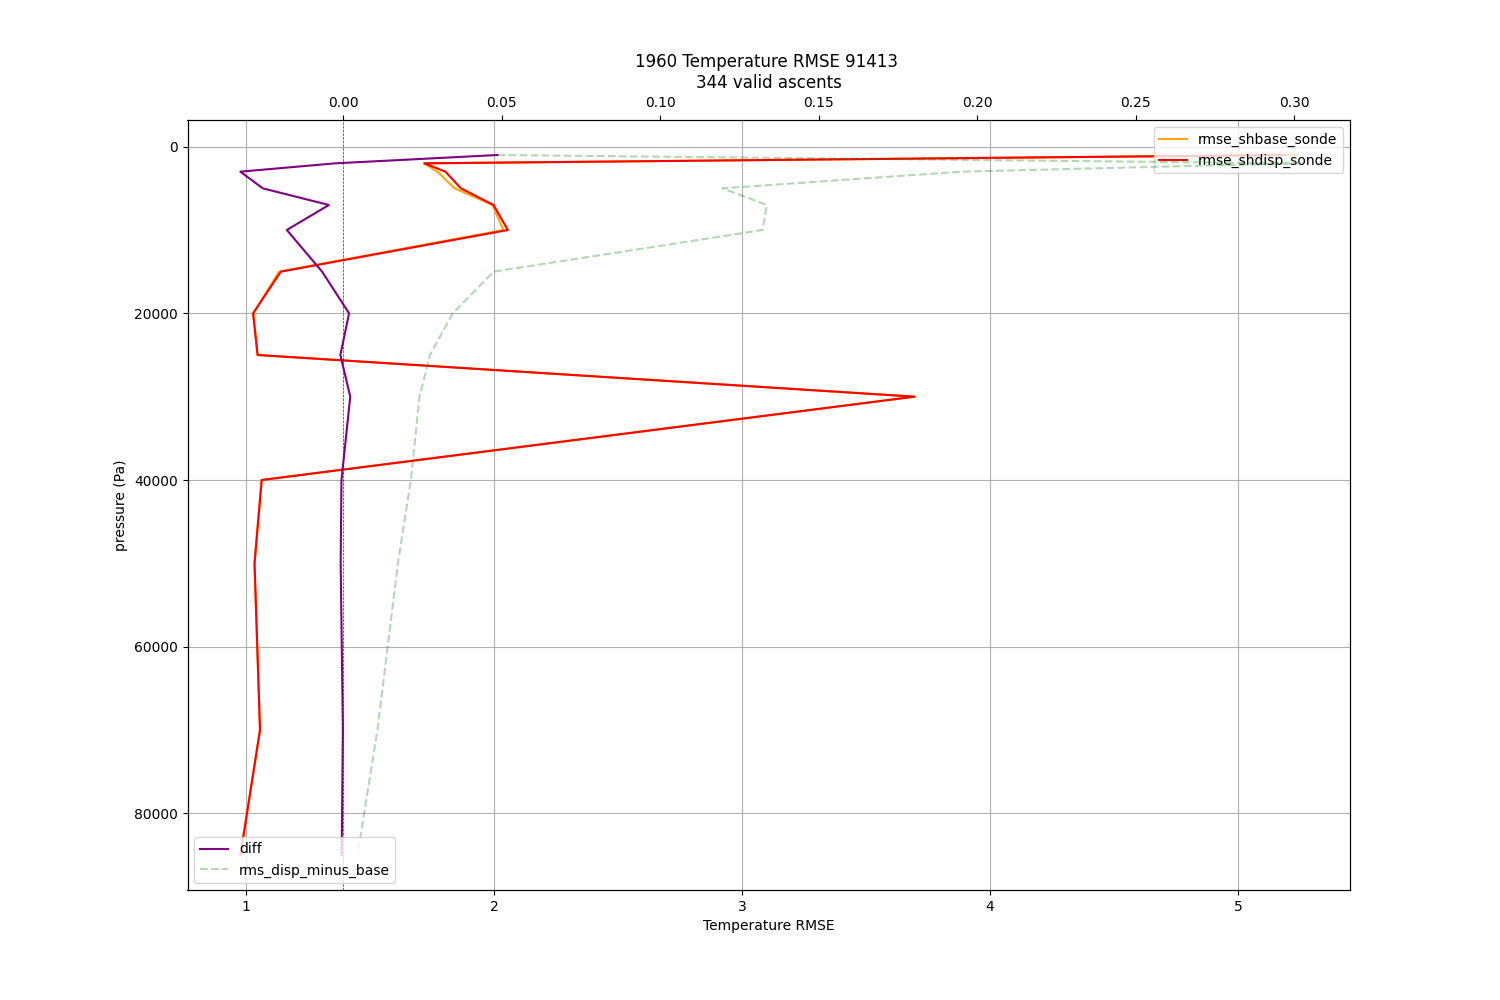 1960 Temperature RMSE 91413
344 valid ascents
0.00 0.05 0.10 0.15 0.20 0.25 0.30
rmse_shbase_sonde
rmse_shdisp_sonde
0
20000
40000
60000
80000
pressure (Pa)
diff
rms_disp_minus_base
1 2 3 4 5
Temperature RMSE